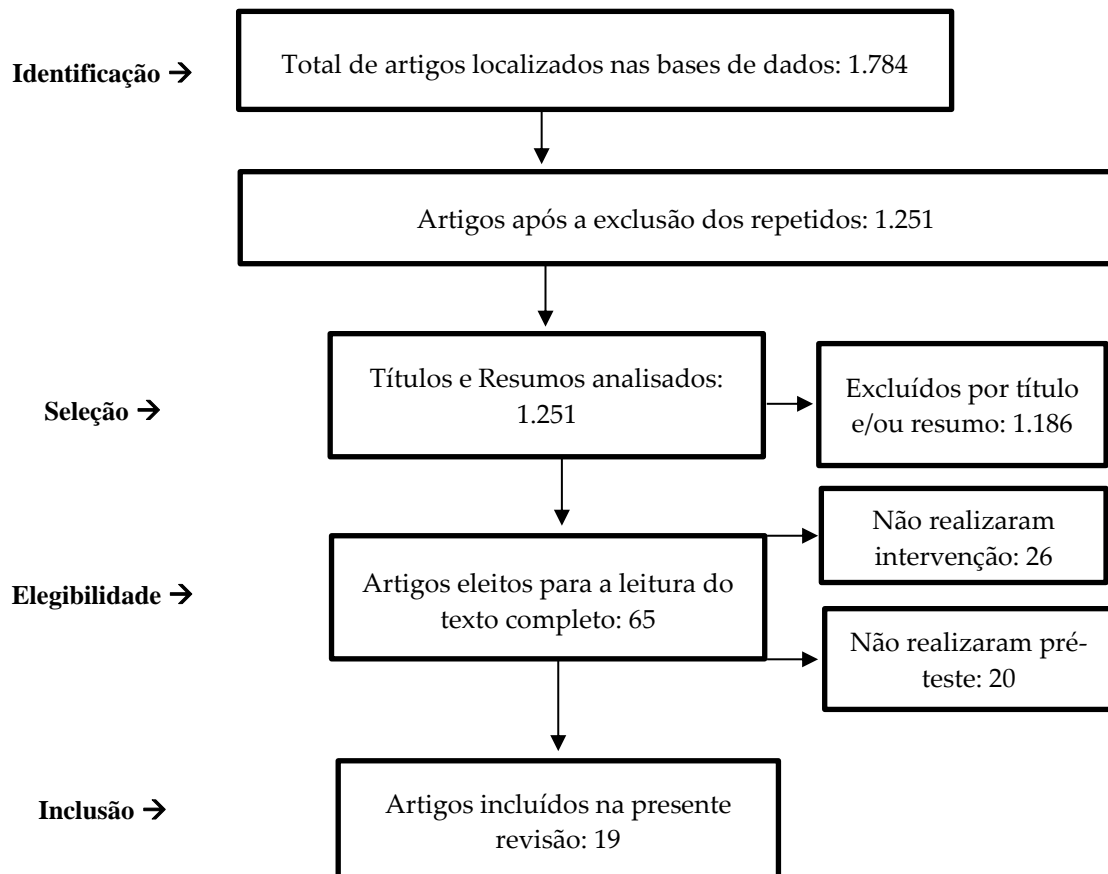 Identificação →
Total de artigos localizados nas bases de dados: 1.784
Artigos após a exclusão dos repetidos: 1.251
Seleção →
Títulos e Resumos analisados:
1.251
Excluídos por título
e/ou resumo: 1.186
Elegibilidade →
Artigos eleitos para a leitura do
texto completo: 65
Não realizaram
intervenção: 26
Não realizaram pré-
teste: 20
Inclusão →
Artigos incluídos na presente
revisão: 19